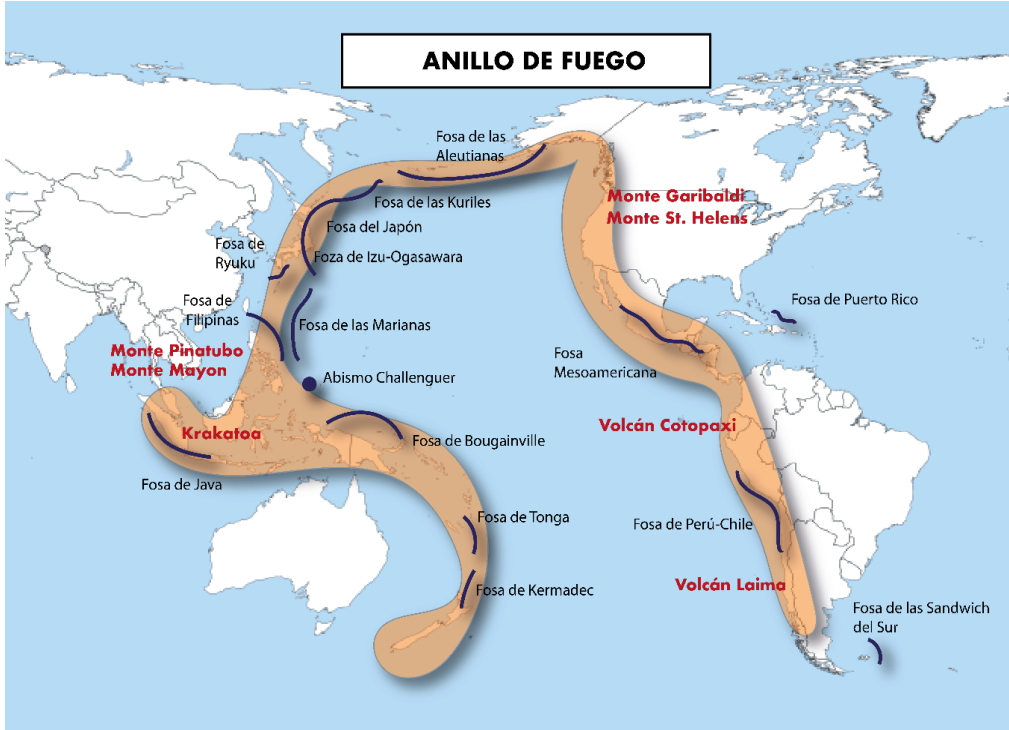 ANILLO DE FUEGO
Fosa de las
Aleutianas
Monte Garibaldi
Monte St. Helens
Fosa de las Kuriles
Fosa del Japón
Fosa de
Ryuku
Foza de Izu-Ogasawara
Fosa de
Filipinas
Fosa de las Marianas
Fosa de Puerto Rico
Monte Pinatubo
Monte Mayon
Fosa
Mesoamericana
Abismo Challenguer
Krakatoa
Fosa de Bougainville
Volcán Cotopaxi
Fosa de Java
Fosa de Tonga
Fosa de Perú-Chile
Fosa de Kermadec
Volcán Laima
Fosa de las Sandwich
del Sur